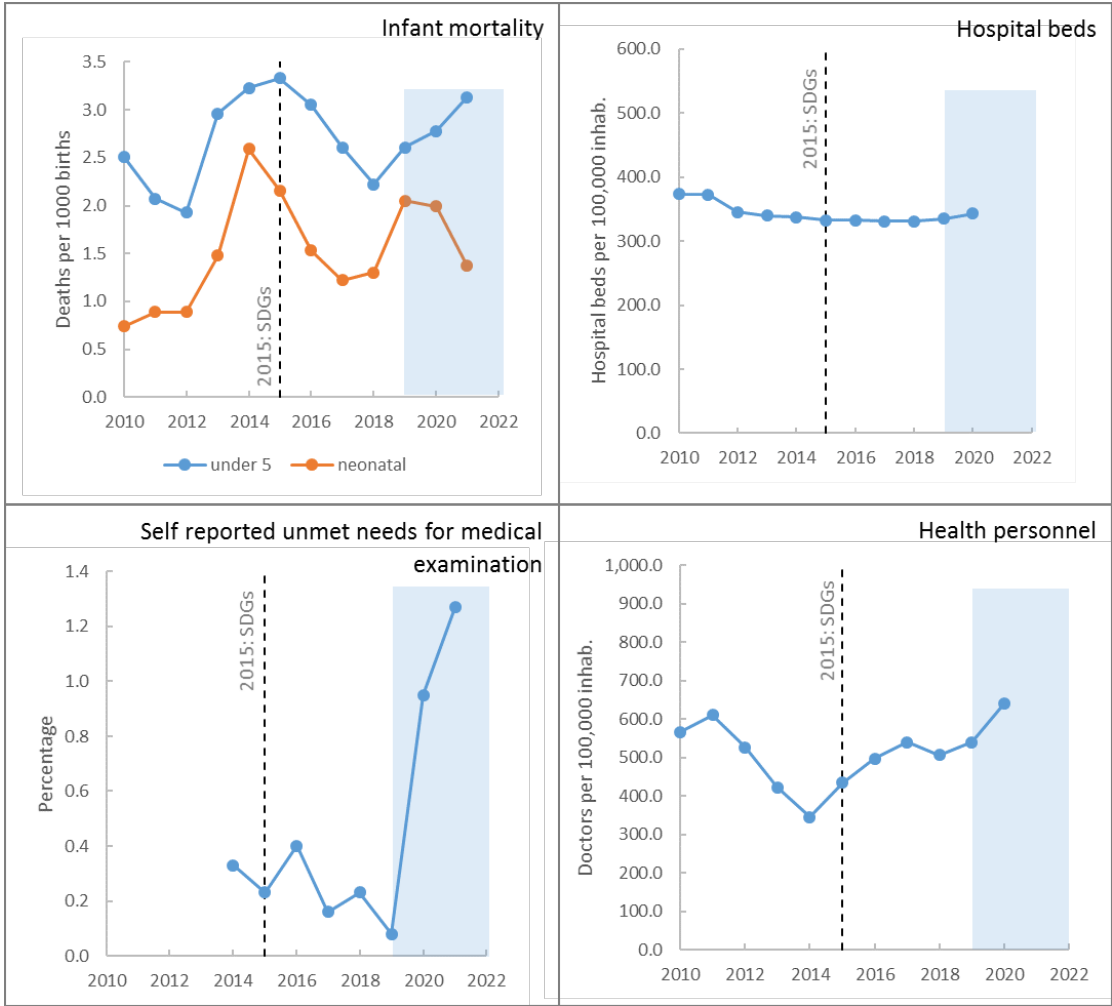 Infant mortality
3.5
3.0
2.5
2.0
1.5
1.0
0.5
0.0
Deaths per 1000 births
2015: SDGs
2010 2012 2014 2016 2018 2020 2022
under 5 neonatal
Hospital beds
600.0
500.0
400.0
300.0
200.0
100.0
0.0
Hospital beds per 100,000 inhab.
2015: SDGs
2010 2012 2014 2016 2018 2020 2022
Self reported unmet needs for medical
examination
1.4
1.2
1.0
0.8
0.6
0.4
0.2
0.0
Percentage
2015: SDGs
2010 2012 2014 2016 2018 2020 2022
Health personnel
1,000.0
900.0
800.0
700.0
600.0
500.0
400.0
300.0
200.0
100.0
0.0
Doctors per 100,000 inhab.
2015: SDGs
2010 2012 2014 2016 2018 2020 2022